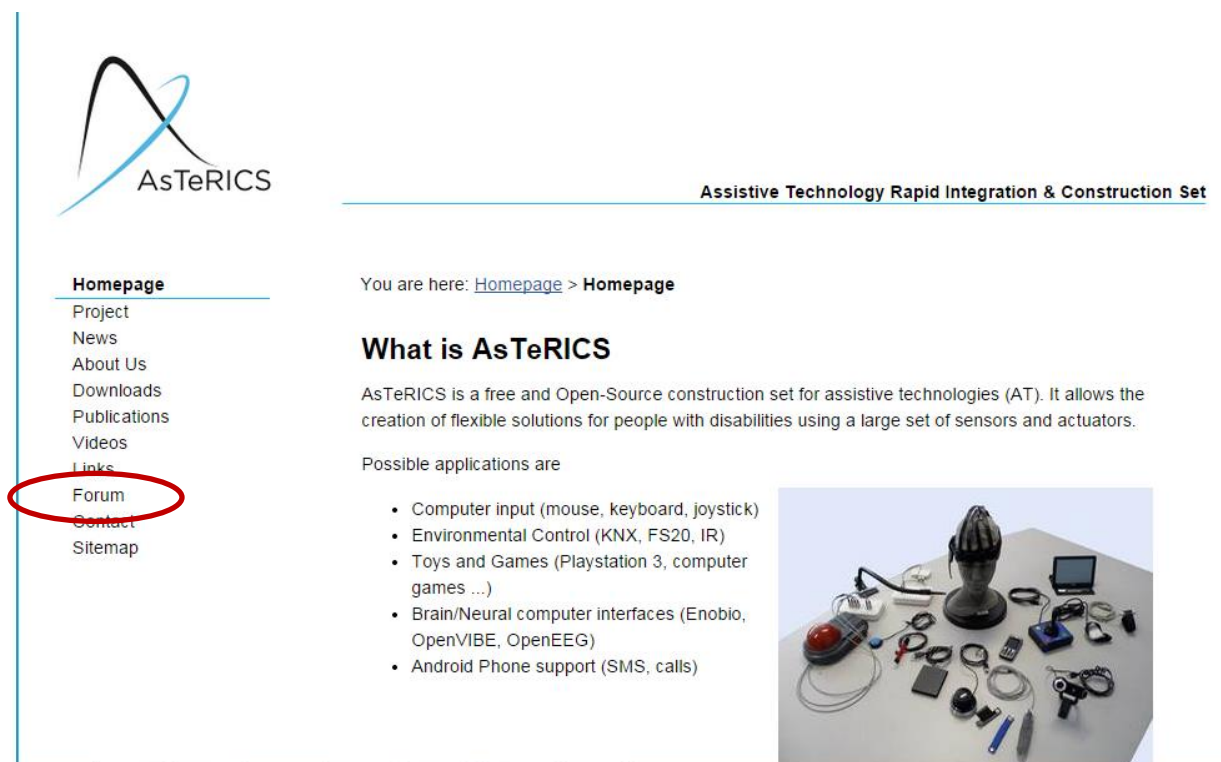 AsTeRICS
Assistive Technology Rapid Integration & Construction Set
Homepage
Project
News
About Us
Downloads
Publications
Videos
Links
Forum
Contact
Sitemap
You are here: Homepage > Homepage
What is AsTeRICS
AsTeRICS is a free and Open-Source construction set for assistive technologies (AT). It allows the
creation of flexible solutions for people with disabilities using a large set of sensors and actuators.
Possible applications are
• Computer input (mouse, keyboard, joystick)
• Environmental Control (KNX, FS20, IR)
• Toys and Games (Playstation 3, computer
games ...)
• Brain/Neural computer interfaces (Enobio,
OpenVIBE, OpenEEG)
• Android Phone support (SMS, calls)